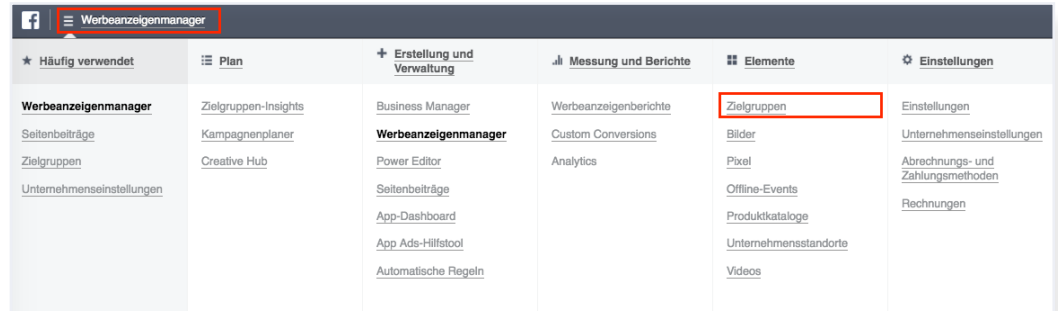 Werbeanzeigenmanager
Häufig verwendet
Werbeanzeigenmanager
Seitenbeiträge
Zielgruppen
Unternehmenseinstellungen
Plan
Zielgruppen-Insights
Kampagnenplaner
Creative Hub
Erstellung und
Verwaltung
Business Manager
Werbeanzeigenmanager
Power Editor
Seitenbeiträge
App-Dashboard
App Ads-Hilfstool
Automatische Regeln
Messung und Berichte
Werbeanzeigenberichte
Custom Conversions
Analytics
Elemente
Zielgruppen
Bilder
Pixel
Offline-Events
Produktkataloge
Unternehmensstandorte
Videos
Einstellungen
Einstellungen
Unternehmenseinstellungen
Abrechnungs- und
Zahlungsmethoden
Rechnungen